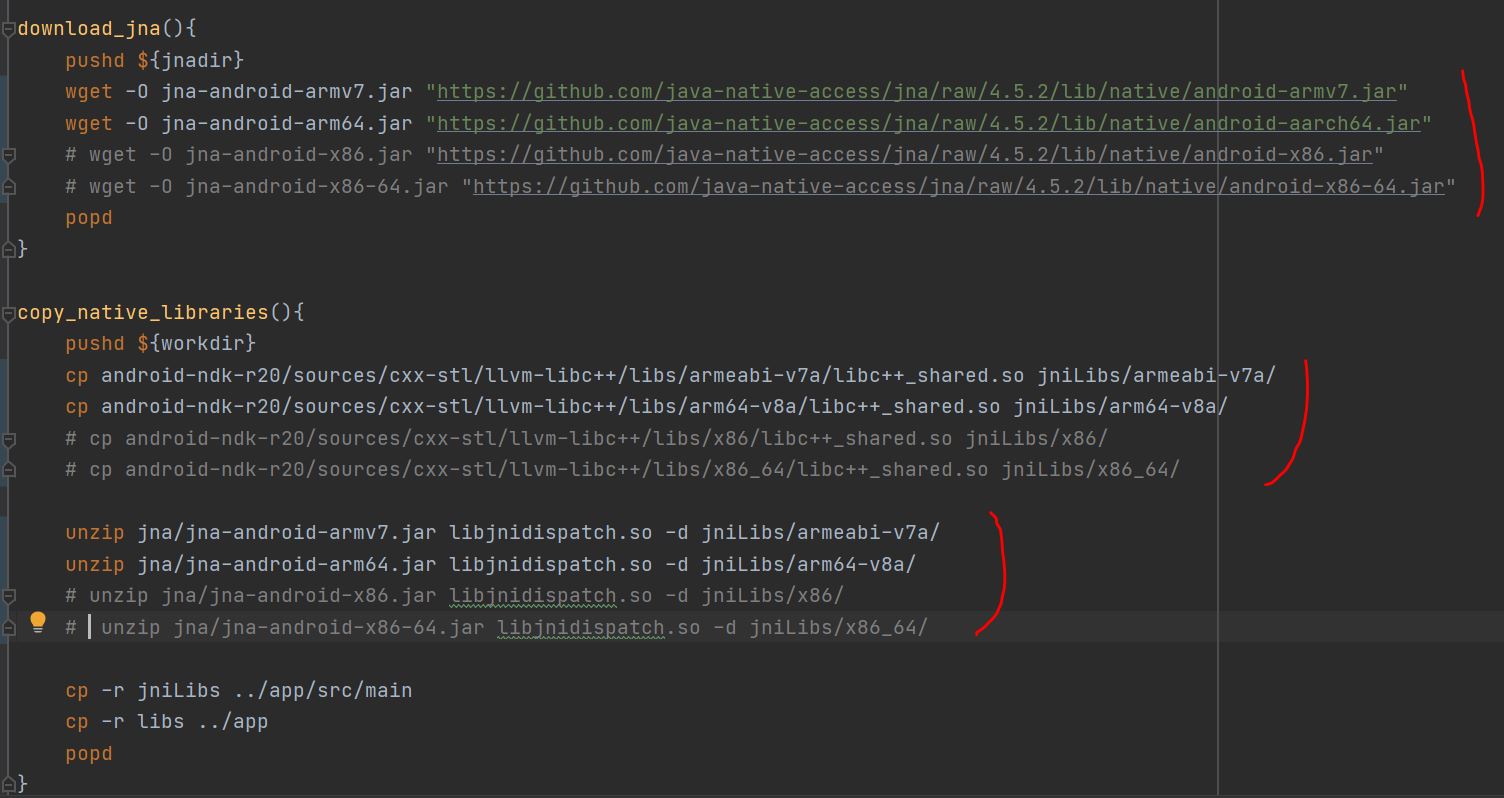 download_jna(){
    pushd ${jnadir}
    wget -O jna-android-armv7.jar "https://github.com/java-native-access/jna/raw/4.5.2/lib/native/android-armv7.jar"
    wget -O jna-android-arm64.jar "https://github.com/java-native-access/jna/raw/4.5.2/lib/native/android-aarch64.jar"
    # wget -O jna-android-x86.jar "https://github.com/java-native-access/jna/raw/4.5.2/lib/native/android-x86.jar"
    # wget -O jna-android-x86-64.jar "https://github.com/java-native-access/jna/raw/4.5.2/lib/native/android-x86-64.jar"
    popd
}
copy_native_libraries(){
    pushd ${workdir}
    cp android-ndk-r20/sources/cxx-stl/llvm-libc++/libs/armeabi-v7a/libc++_shared.so jniLibs/armeabi-v7a/
    cp android-ndk-r20/sources/cxx-stl/llvm-libc++/libs/arm64-v8a/libc++_shared.so jniLibs/arm64-v8a/
    # cp android-ndk-r20/sources/cxx-stl/llvm-libc++/libs/x86/libc++_shared.so jniLibs/x86/
    # cp android-ndk-r20/sources/cxx-stl/llvm-libc++/libs/x86_64/libc++_shared.so jniLibs/x86_64/
    unzip jna/jna-android-armv7.jar libjnidispatch.so -d jniLibs/armeabi-v7a/
    unzip jna/jna-android-arm64.jar libjnidispatch.so -d jniLibs/arm64-v8a/
    # unzip jna/jna-android-x86.jar libjnidispatch.so -d jniLibs/x86/
    #  unzip jna/jna-android-x86-64.jar libjnidispatch.so -d jniLibs/x86_64/
    cp -r jniLibs ../app/src/main
    cp -r libs ../app
    popd
}